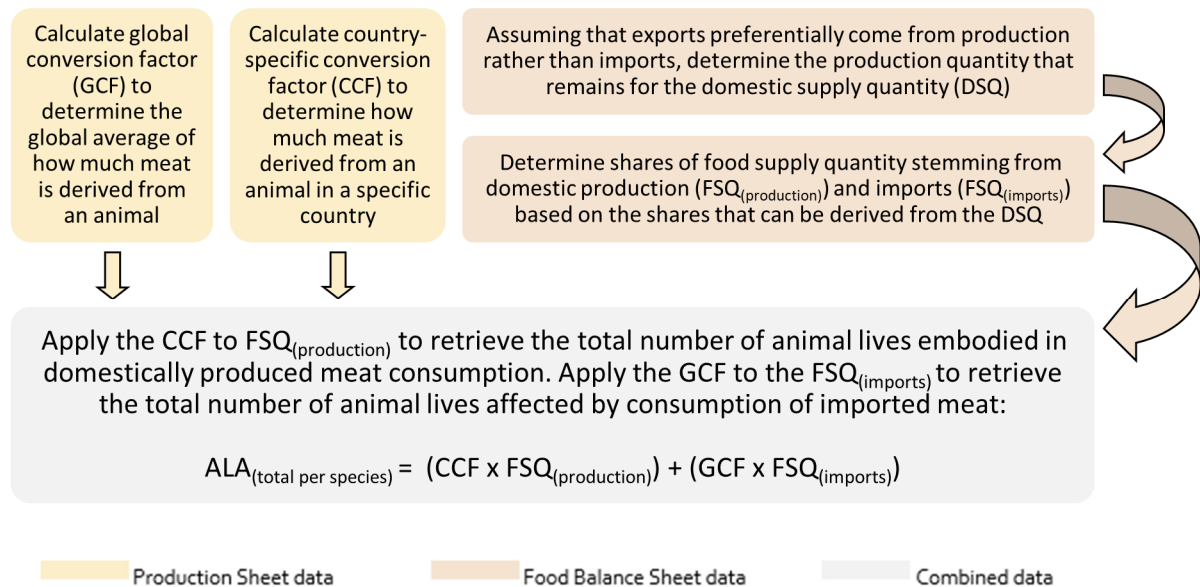 Calculate global
conversion factor
(GCF) to
determine the
global average of
how much meat
is derived from
an animal
Calculate country-
specific conversion
factor (CCF) to
determine how
much meat is
derived from an
animal in a specific
country
Assuming that exports preferentially come from production
rather than imports, determine the production quantity that
remains for the domestic supply quantity (DSQ)
Determine shares of food supply quantity stemming from
domestic production (FSQ(production)) and imports (FSQ(imports))
based on the shares that can be derived from the DSQ
Apply the CCF to FSQ(production) to retrieve the total number of animal lives embodied in
domestically produced meat consumption. Apply the GCF to the FSQ(imports) to retrieve
the total number of animal lives affected by consumption of imported meat:
ALA(total per species) = (CCF x FSQ(production)) + (GCF x FSQ(imports))
Production Sheet data
Food Balance Sheet data
Combined data